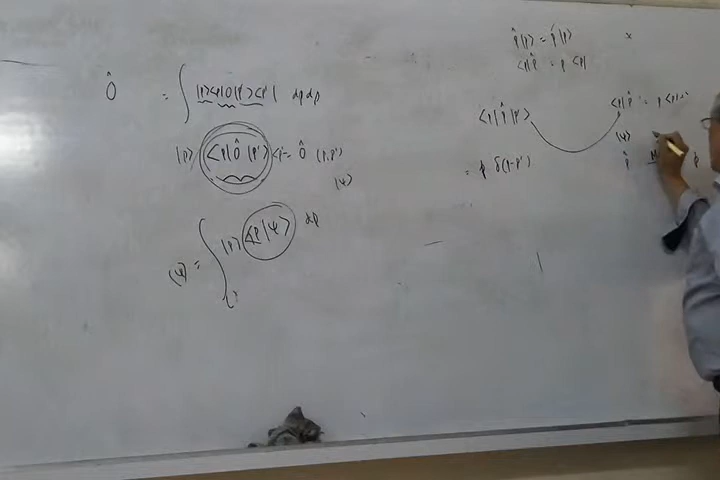 Ô = ∫ |p><p|Ô|p'><p'| dp dp
|p> <p|Ô|p'> <p'= Ô (p,p')
|ψ>
|ψ> = ∫ |p> <p|ψ> dp
p̂|p> = p|p>
<p|p̂ = p <p|
x
<p|p̂|p'>
= p δ(p-p')
<p|p̂ = p <p|
|ψ>
p̂ p